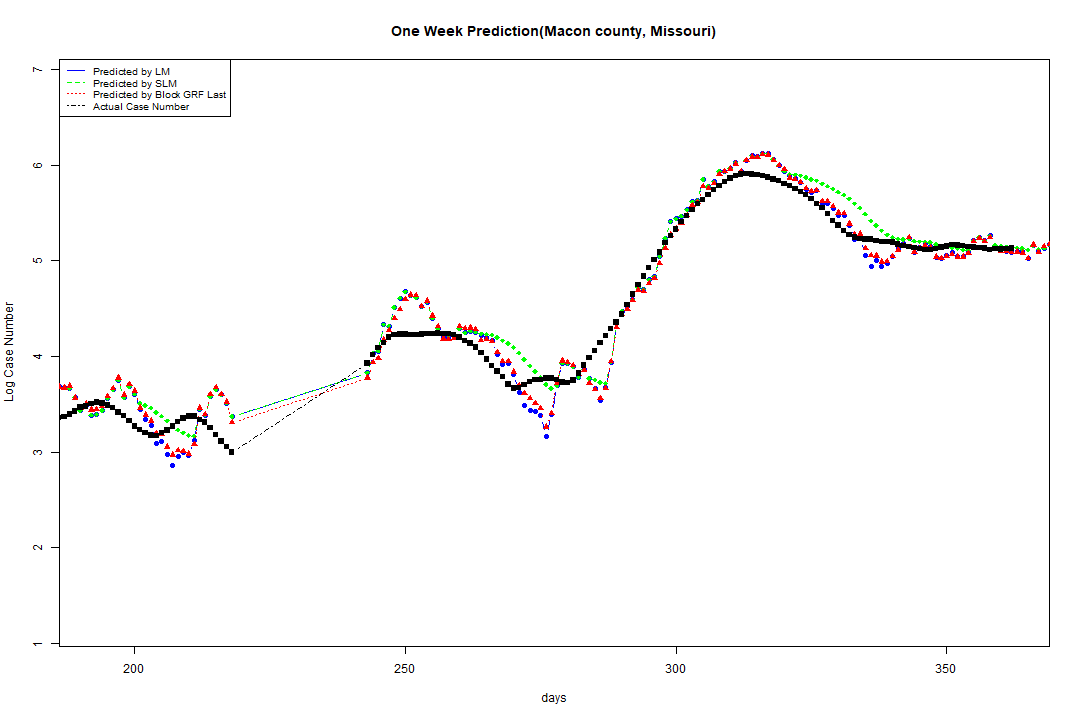 One Week Prediction(Macon county, Missouri)
Predicted by LM
Predicted by SLM
Predicted by Block GRF Last
Actual Case Number
7
6
5
4
3
2
1
Log Case Number
200 250 300 350
days